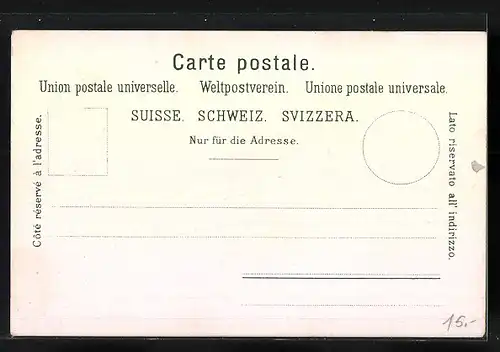 Carte postale.
Union postale universelle. Weltpostverein. Unione postale universale.
SUISSE. SCHWEIZ. SVIZZERA.
Nur für die Adresse.
Côté réservé à l'adresse.
Lato riservato all' indirizzo.
15.-